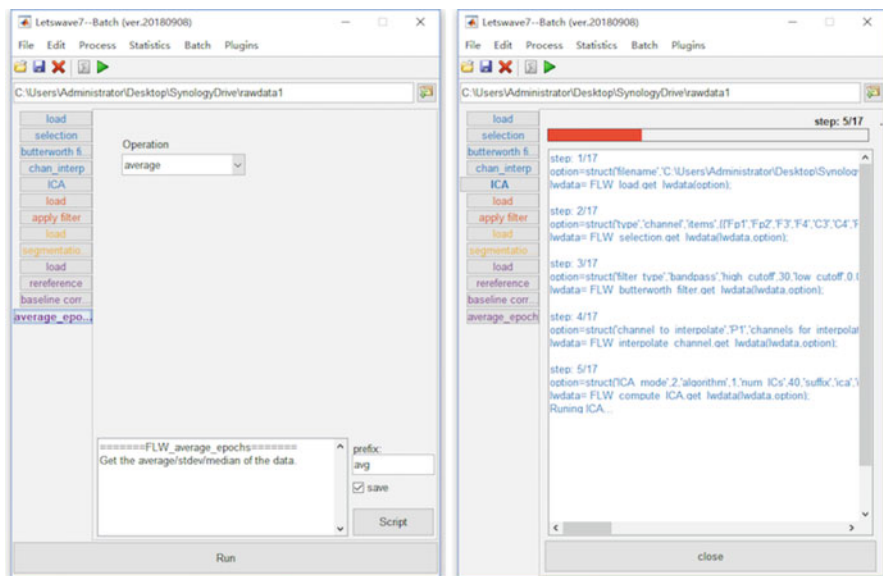 Letswave7--Batch (ver.20180908)
File Edit Process Statistics Batch Plugins
C:\Users\Administrator\Desktop\SynologyDrive\rawdata1
load
selection
butterworth fi...
chan_interp
ICA
load
apply filter
load
segmentatio...
load
rereference
baseline corr...
average_epo...
Operation
average
=======FLW_average_epochs=======
Get the average/stdev/median of the data.
prefix:
avg
save
Script
Run
Letswave7--Batch (ver.20180908)
File Edit Process Statistics Batch Plugins
C:\Users\Administrator\Desktop\SynologyDrive\rawdata1
load
selection
butterworth fi...
chan_interp
ICA
load
apply filter
load
segmentatio...
load
rereference
baseline corr...
average_epoch
step: 5/17
step: 1/17
option=struct('filename','C:\Users\Administrator\Desktop\Synology
lwdata= FLW_load.get_lwdata(option);
step: 2/17
option=struct('type','channel','items',{{'Fp1','Fp2','F3','F4','C3','C4','P
lwdata= FLW_selection.get_lwdata(lwdata,option);
step: 3/17
option=struct('filter_type','bandpass','high_cutoff',30,'low_cutoff',0.0
lwdata= FLW_butterworth_filter.get_lwdata(lwdata,option);
step: 4/17
option=struct('channel_to_interpolate','P1','channels_for_interpolat
lwdata= FLW_interpolate_channel.get_lwdata(lwdata,option);
step: 5/17
option=struct('ICA_mode',2,'algorithm',1,'num_ICs',40,'suffix','ica','i
lwdata= FLW_compute_ICA.get_lwdata(lwdata,option);
Runing ICA...
close